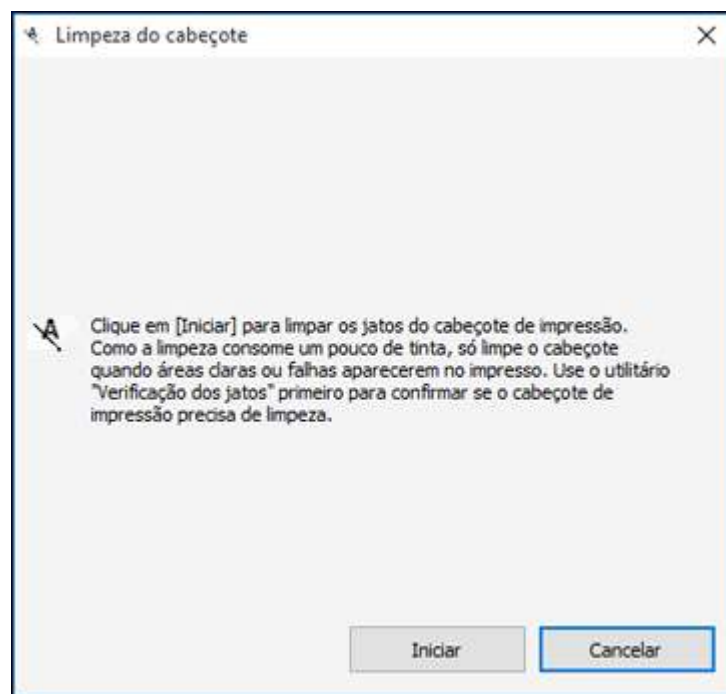 Limpeza do cabeçote
Clique em [Iniciar] para limpar os jatos do cabeçote de impressão.
Como a limpeza consome um pouco de tinta, só limpe o cabeçote
quando áreas claras ou falhas aparecerem no impresso. Use o utilitário
"Verificação dos jatos" primeiro para confirmar se o cabeçote de
impressão precisa de limpeza.
Iniciar
Cancelar